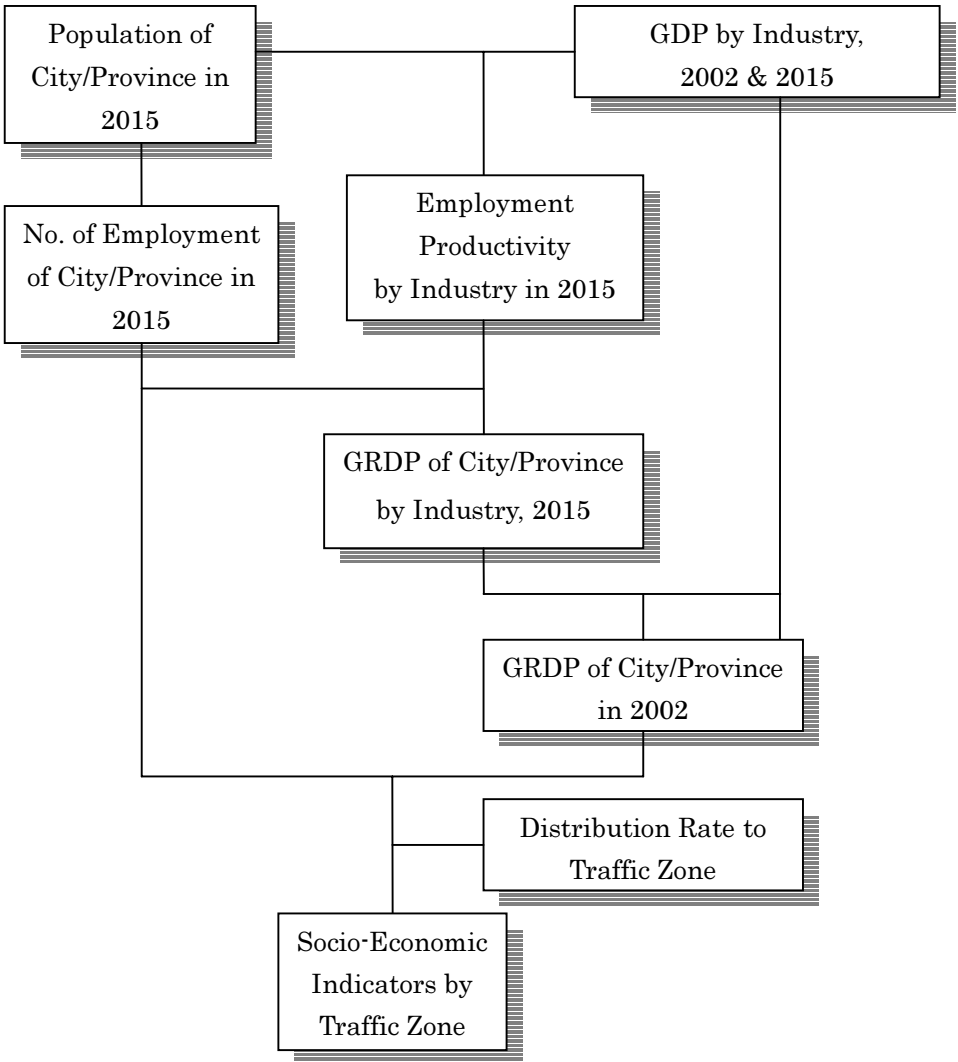 Population of
City/Province in
2015
GDP by Industry,
2002 & 2015
No. of Employment
of City/Province in
2015
Employment
Productivity
by Industry in 2015
GRDP of City/Province
by Industry, 2015
GRDP of City/Province
in 2002
Distribution Rate to
Traffic Zone
Socio-Economic
Indicators by
Traffic Zone